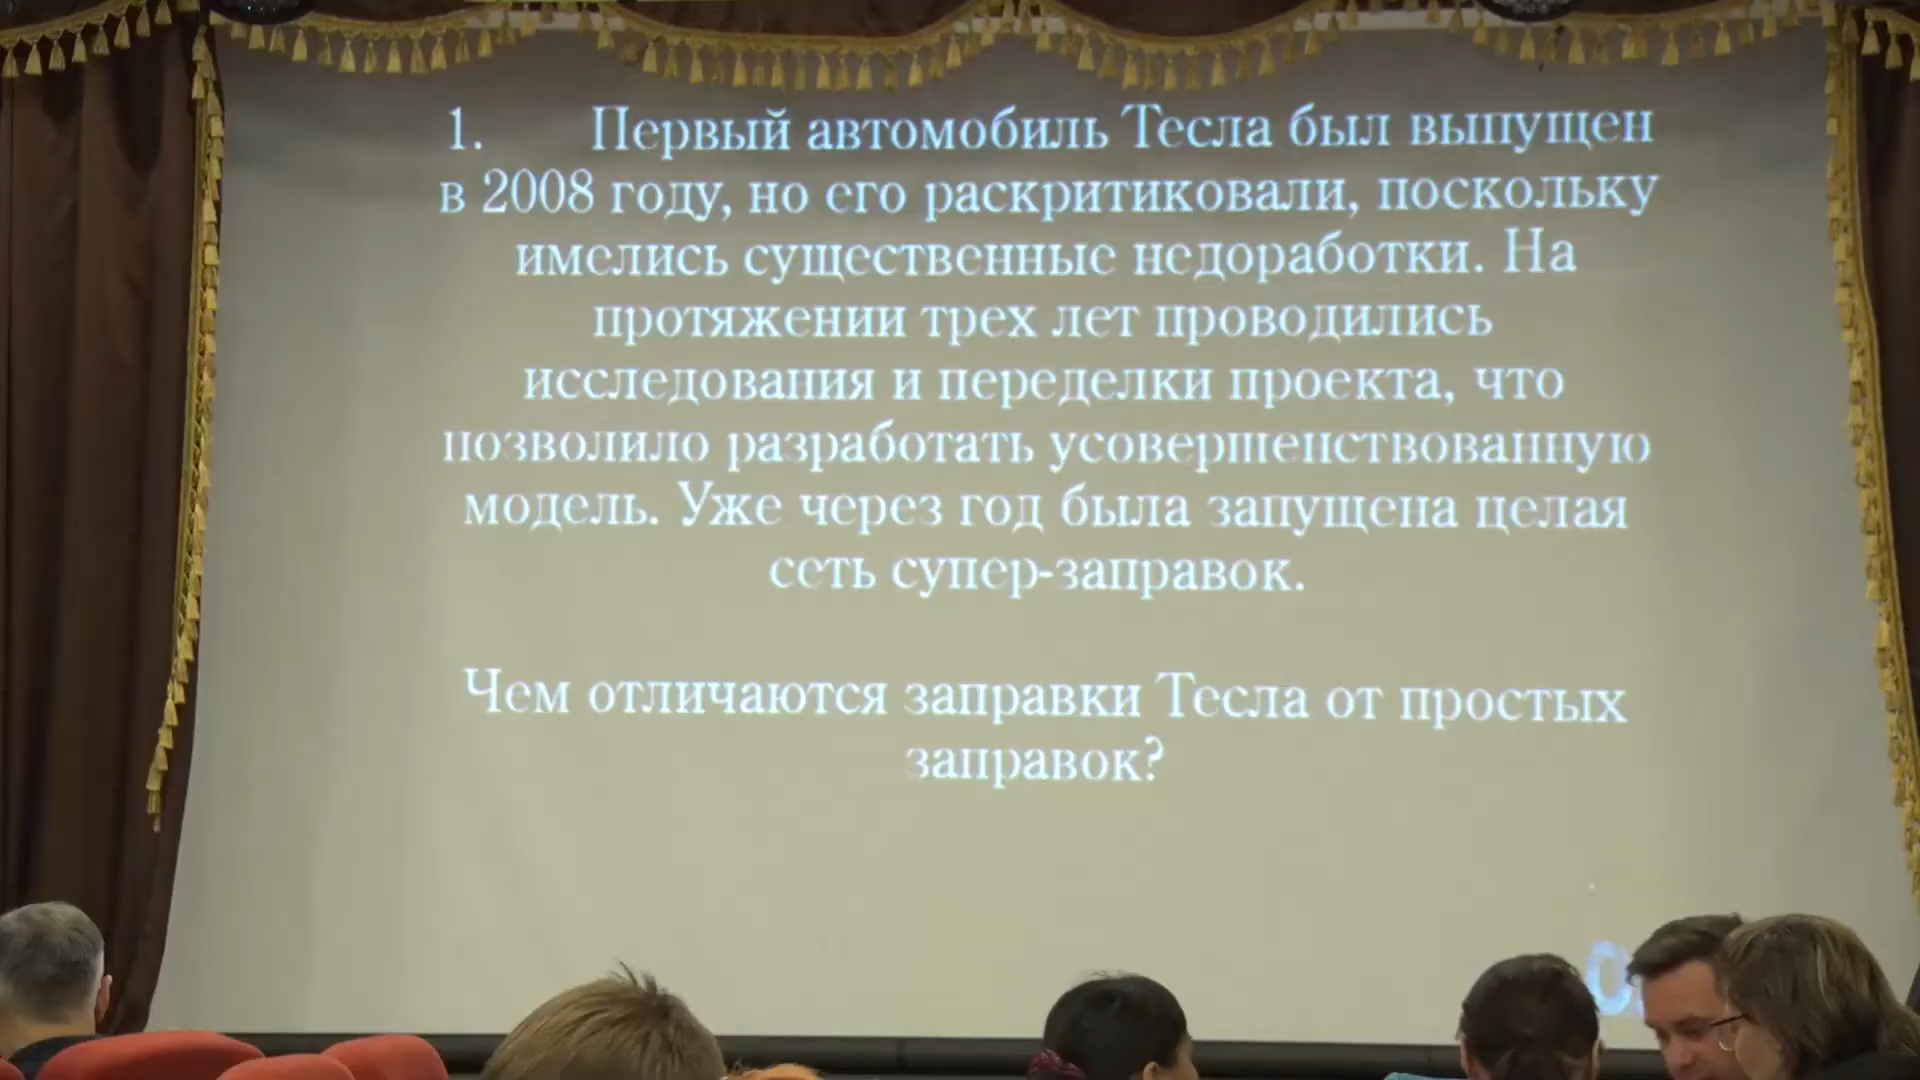 1. Первый автомобиль Тесла был выпущен
в 2008 году, но его раскритиковали, поскольку
имелись существенные недоработки. На
протяжении трех лет проводились
исследования и переделки проекта, что
позволило разработать усовершенствованную
модель. Уже через год была запущена целая
сеть супер-заправок.
Чем отличаются заправки Тесла от простых
заправок?